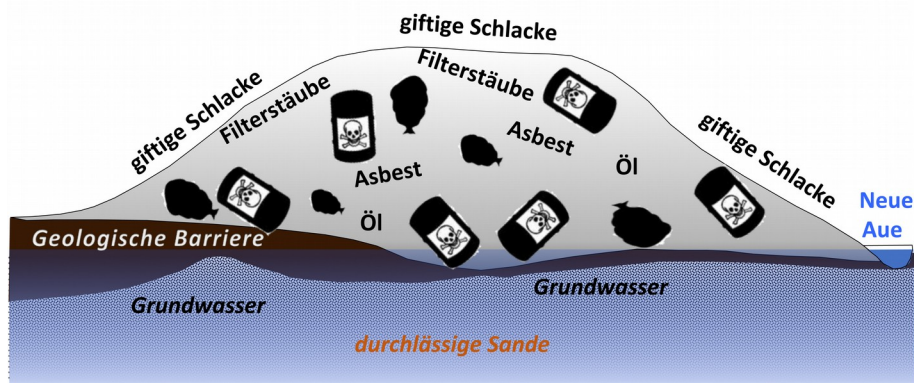 giftige Schlacke
giftige Schlacke
Filterstäube
Filterstäube
giftige Schlacke
Asbest
Asbest
Öl
Öl
Neue
Aue
Geologische Barriere
Grundwasser
Grundwasser
durchlässige Sande